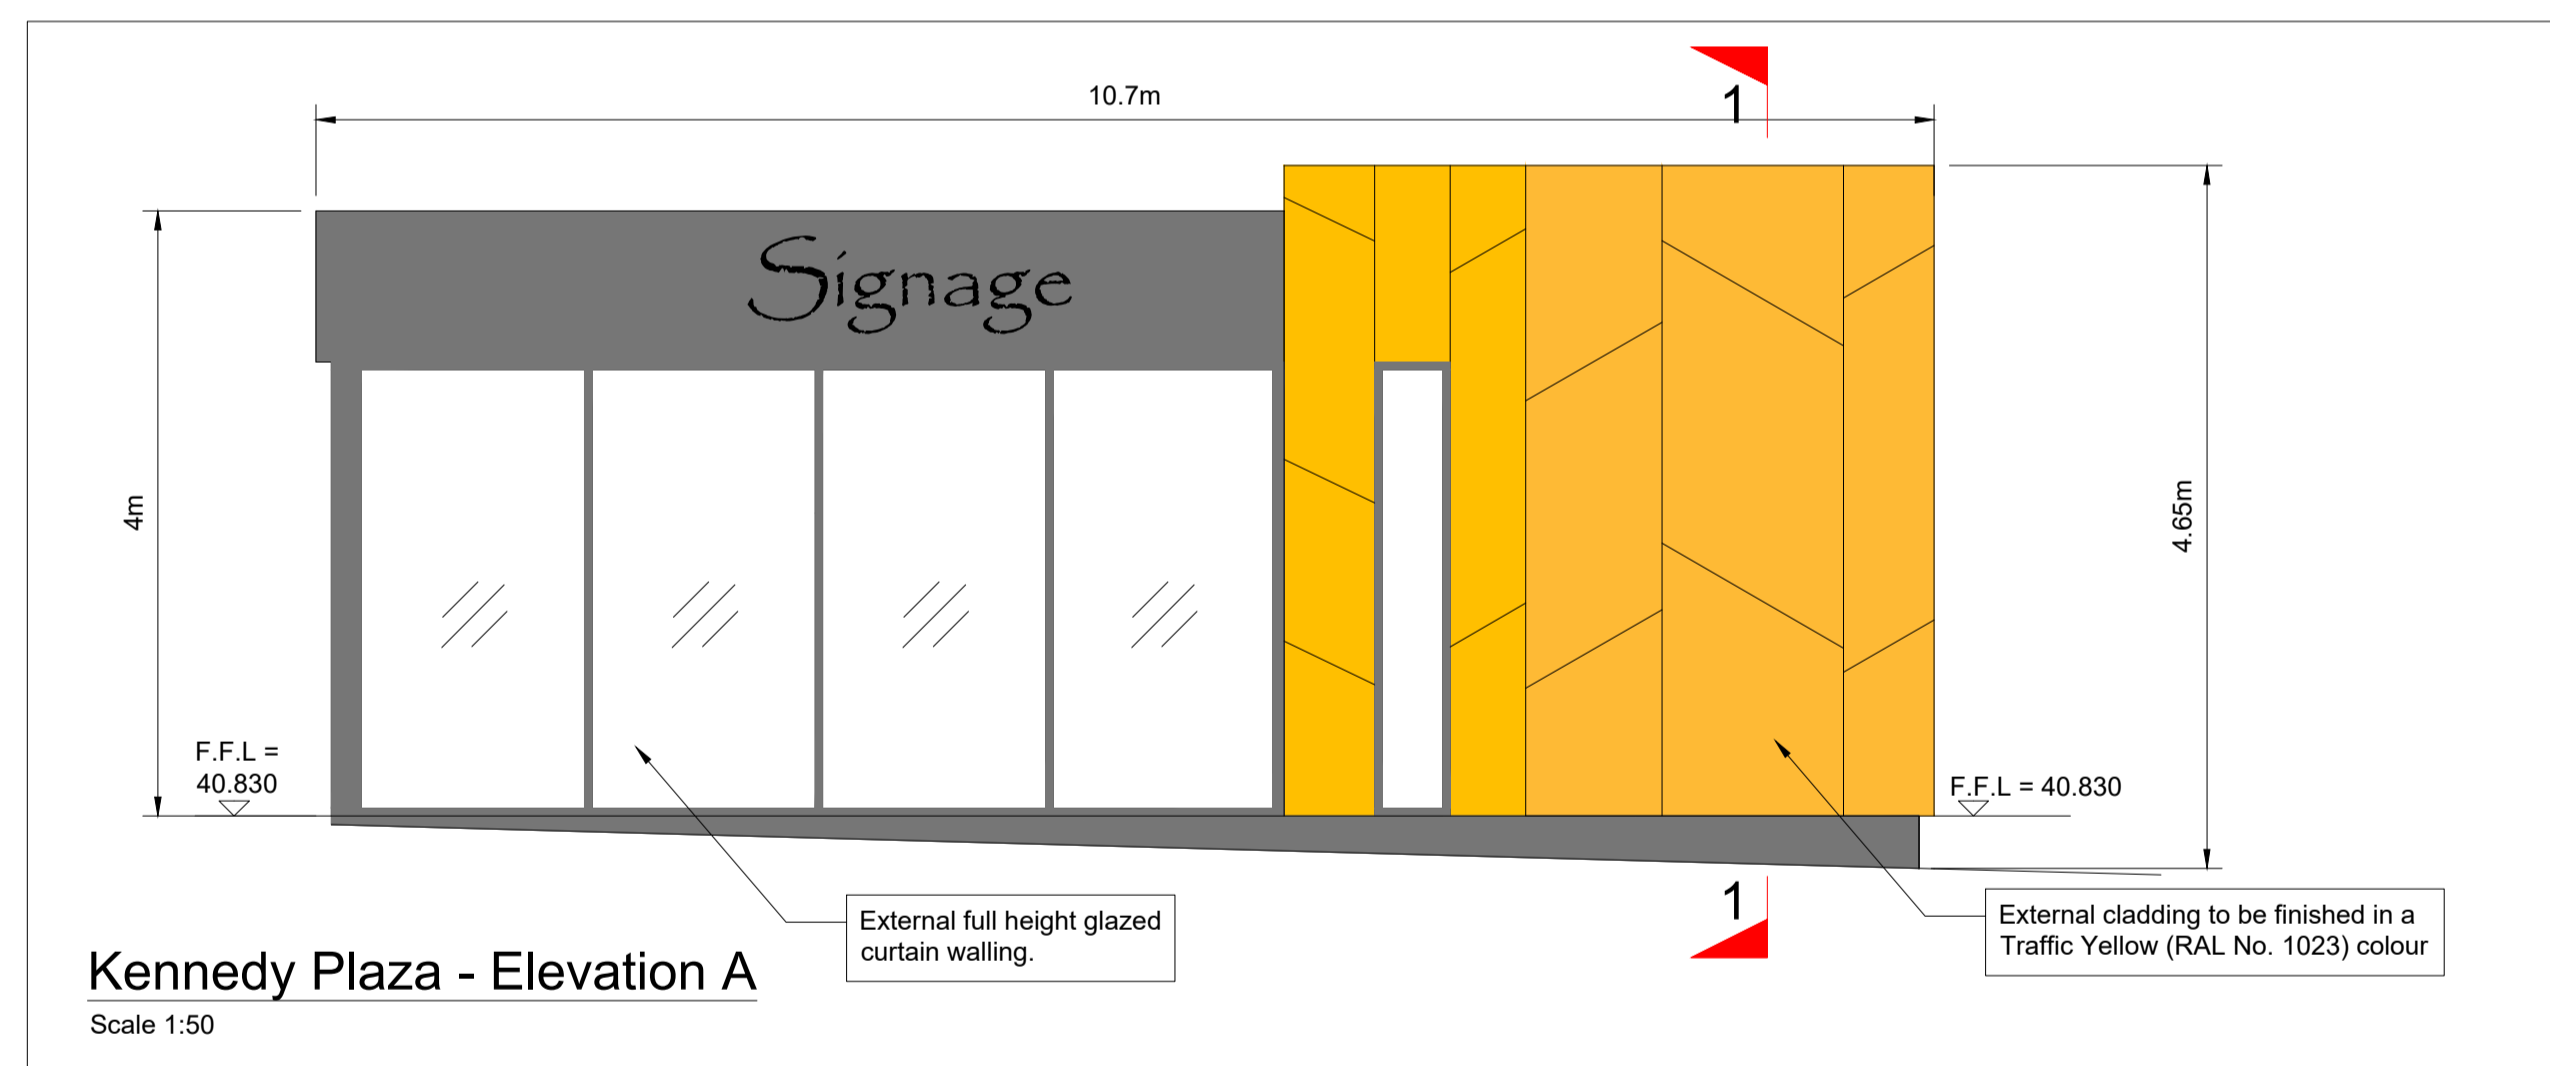 10.7m
1
Signage
4m
4.65m
F.F.L =
40.830
F.F.L = 40.830
1
External full height glazed
curtain walling.
External cladding to be finished in a
Traffic Yellow (RAL No. 1023) colour
Kennedy Plaza - Elevation A
Scale 1:50